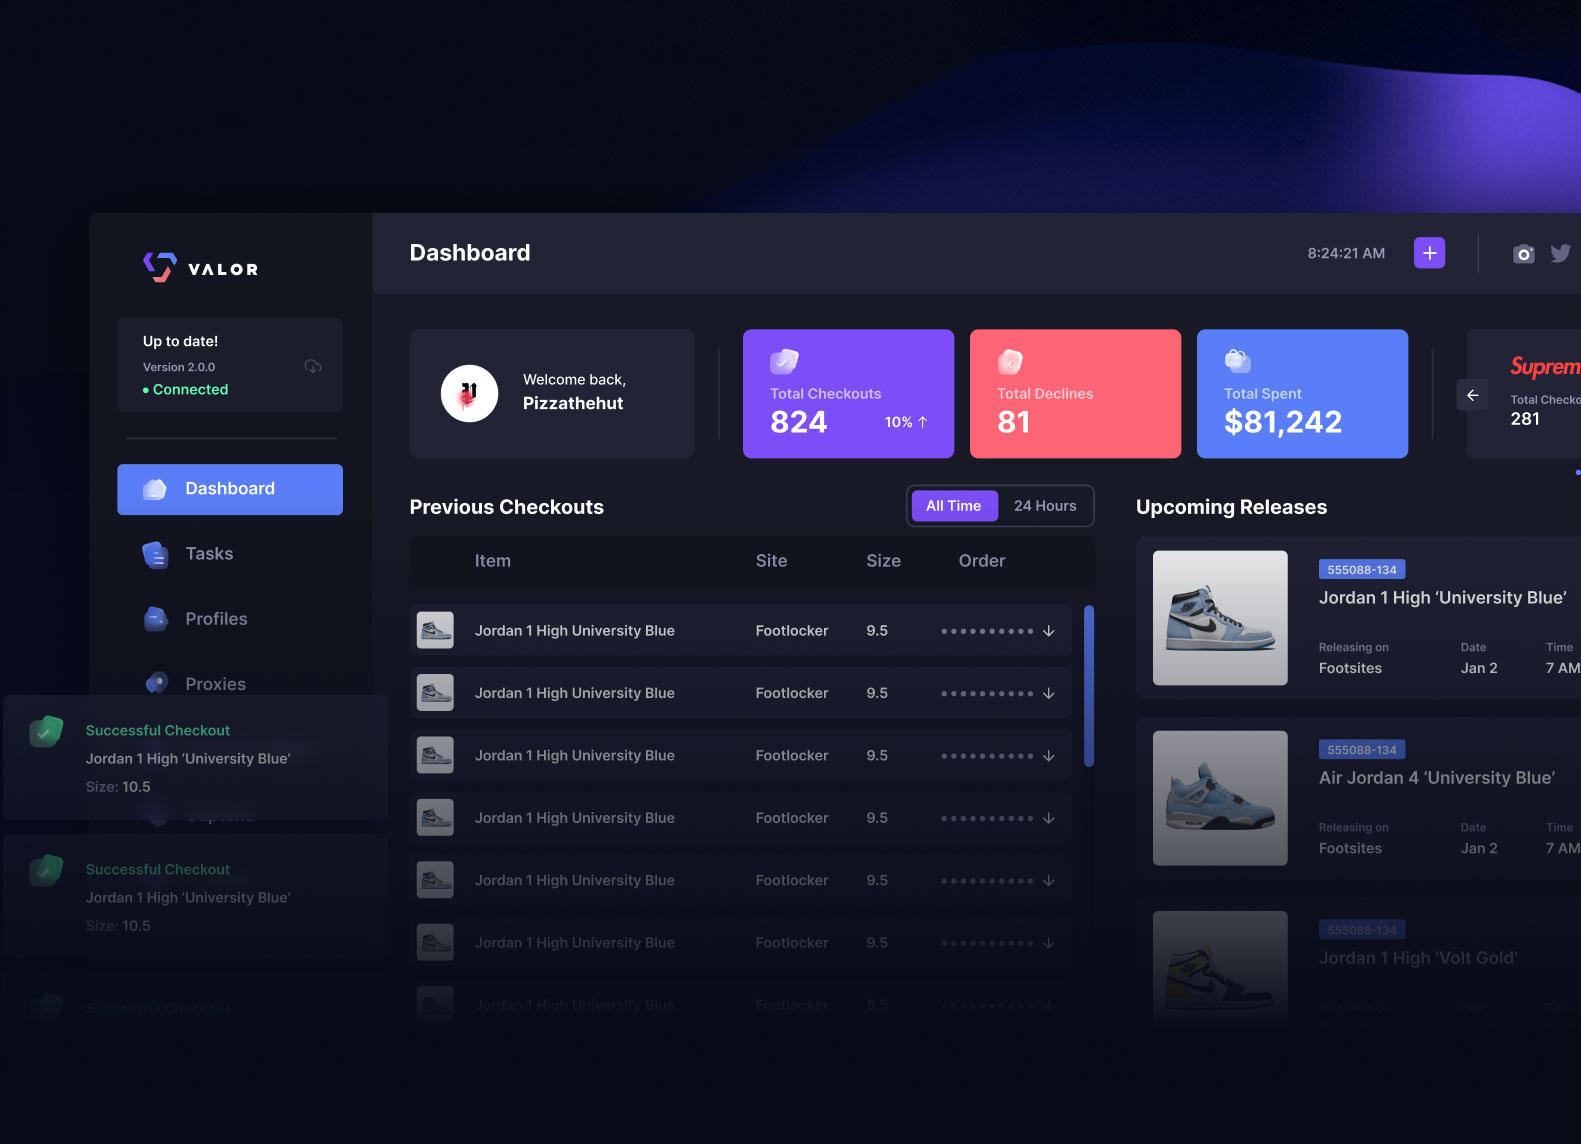 VALOR
Up to date!
Version 2.0.0
Connected
Dashboard
Tasks
Profiles
Proxies
Successful Checkout
Jordan 1 High ‘University Blue’
Size: 10.5
Successful Checkout
Jordan 1 High ‘University Blue’
Size: 10.5
Successful Checkout
Dashboard
8:24:21 AM
Welcome back,
Pizzathehut
Total Checkouts
824
10%
Total Declines
81
Total Spent
$81,242
Suprem
Total Checko
281
Previous Checkouts
All Time
24 Hours
Item Site Size Order
Jordan 1 High University Blue Footlocker 9.5
Jordan 1 High University Blue Footlocker 9.5
Jordan 1 High University Blue Footlocker 9.5
Jordan 1 High University Blue Footlocker 9.5
Jordan 1 High University Blue Footlocker 9.5
Jordan 1 High University Blue Footlocker 9.5
Jordan 1 High University Blue Footlocker 9.5
Upcoming Releases
555088-134
Jordan 1 High ‘University Blue’
Releasing on Date Time
Footsites Jan 2 7 AM
555088-134
Air Jordan 4 ‘University Blue’
Releasing on Date Time
Footsites Jan 2 7 AM
555088-134
Jordan 1 High ‘Volt Gold’
Releasing on Date Time